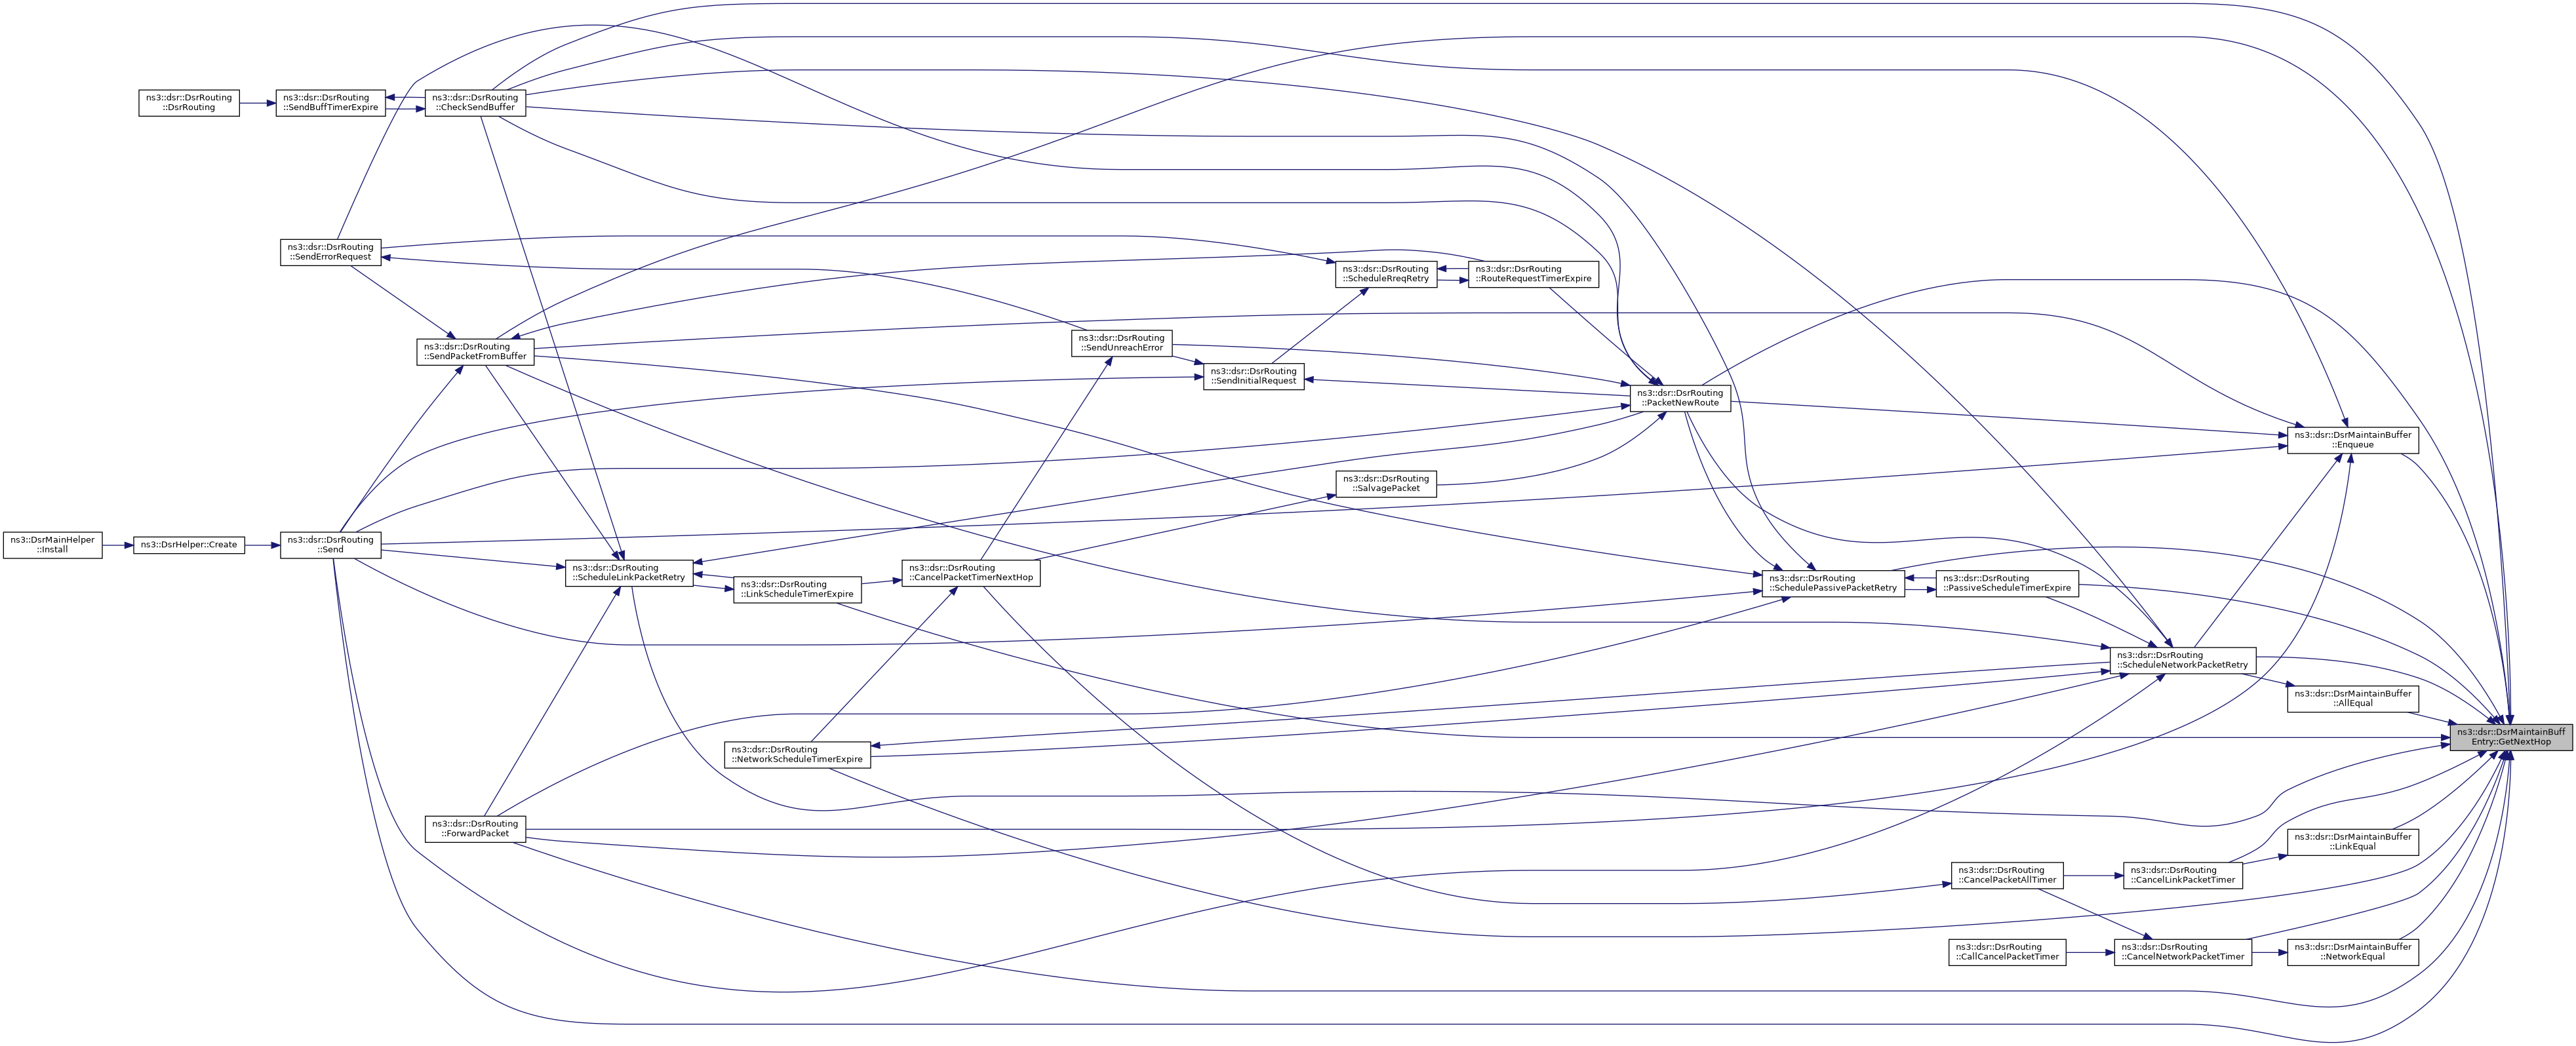 ns3::dsr::DsrRouting
::DsrRouting
ns3::dsr::DsrRouting
::SendBuffTimerExpire
ns3::dsr::DsrRouting
::CheckSendBuffer
ns3::dsr::DsrRouting
::SendErrorRequest
ns3::dsr::DsrRouting
::ScheduleRreqRetry
ns3::dsr::DsrRouting
::RouteRequestTimerExpire
ns3::dsr::DsrRouting
::SendPacketFromBuffer
ns3::dsr::DsrRouting
::SendUnreachError
ns3::dsr::DsrRouting
::SendInitialRequest
ns3::dsr::DsrRouting
::PacketNewRoute
ns3::dsr::DsrMaintainBuffer
::Enqueue
ns3::dsr::DsrRouting
::SalvagePacket
ns3::DsrMainHelper
::Install
ns3::DsrHelper::Create
ns3::dsr::DsrRouting
::Send
ns3::dsr::DsrRouting
::ScheduleLinkPacketRetry
ns3::dsr::DsrRouting
::LinkScheduleTimerExpire
ns3::dsr::DsrRouting
::CancelPacketTimerNextHop
ns3::dsr::DsrRouting
::SchedulePassivePacketRetry
ns3::dsr::DsrRouting
::PassiveScheduleTimerExpire
ns3::dsr::DsrRouting
::ScheduleNetworkPacketRetry
ns3::dsr::DsrMaintainBuffer
::AllEqual
ns3::dsr::DsrMaintainBuff
Entry::GetNextHop
ns3::dsr::DsrRouting
::NetworkScheduleTimerExpire
ns3::dsr::DsrRouting
::ForwardPacket
ns3::dsr::DsrMaintainBuffer
::LinkEqual
ns3::dsr::DsrRouting
::CancelPacketAllTimer
ns3::dsr::DsrRouting
::CancelLinkPacketTimer
ns3::dsr::DsrRouting
::CallCancelPacketTimer
ns3::dsr::DsrRouting
::CancelNetworkPacketTimer
ns3::dsr::DsrMaintainBuffer
::NetworkEqual